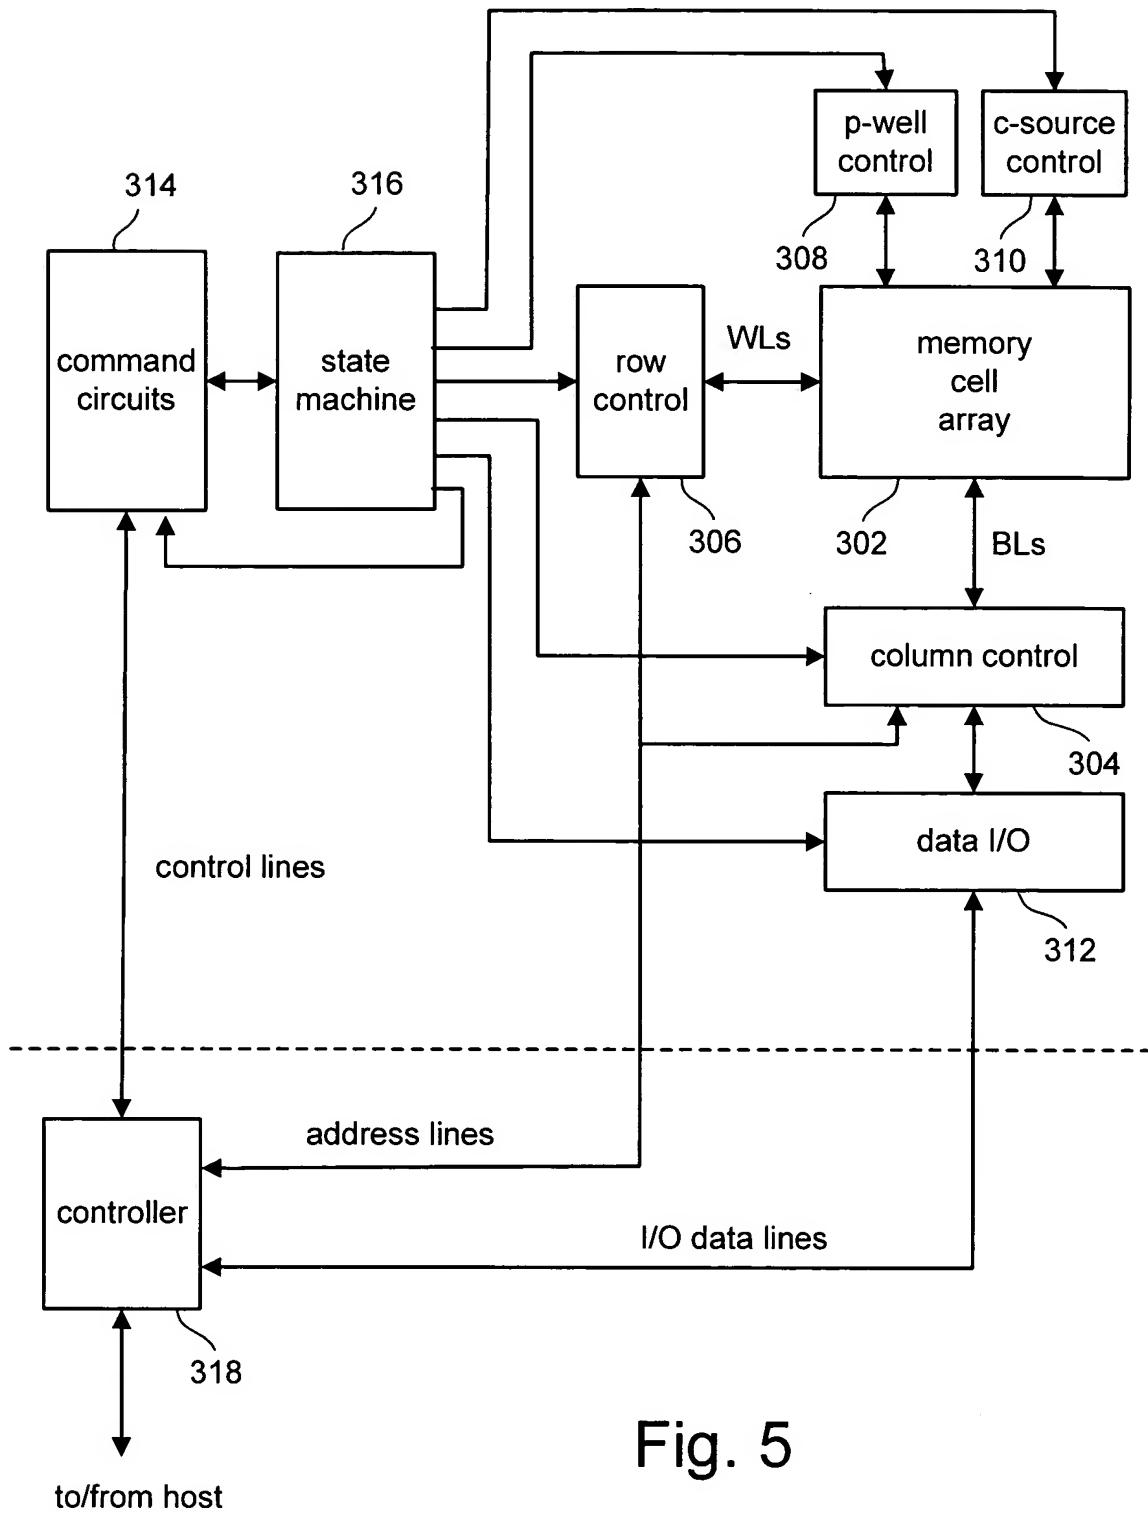 p-well
control
c-source
control
314
316
308
310
command
circuits
state
machine
row
control
WLs
memory
cell
array
306
302
BLs
column control
304
data I/O
312
control lines
address lines
controller
I/O data lines
318
to/from host
Fig. 5